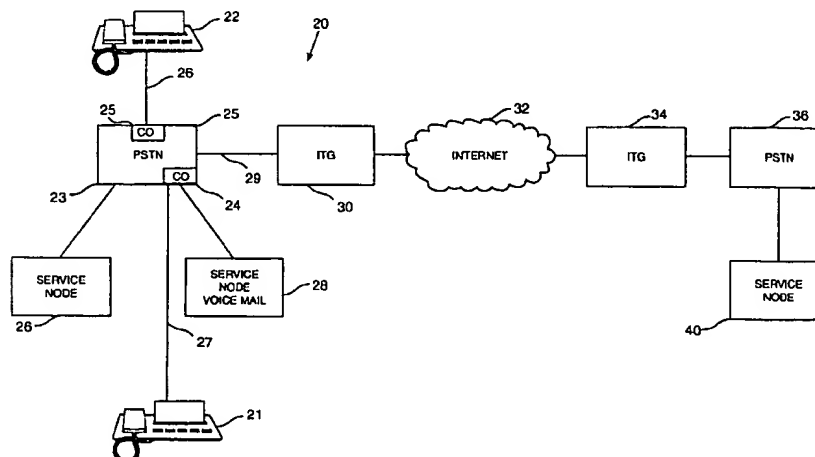 22
20
26
25
CO
25
PSTN
CO
23
24
29
ITG
30
32
INTERNET
34
ITG
36
PSTN
SERVICE
NODE
26
SERVICE
NODE
VOICE MAIL
28
27
SERVICE
NODE
40
21